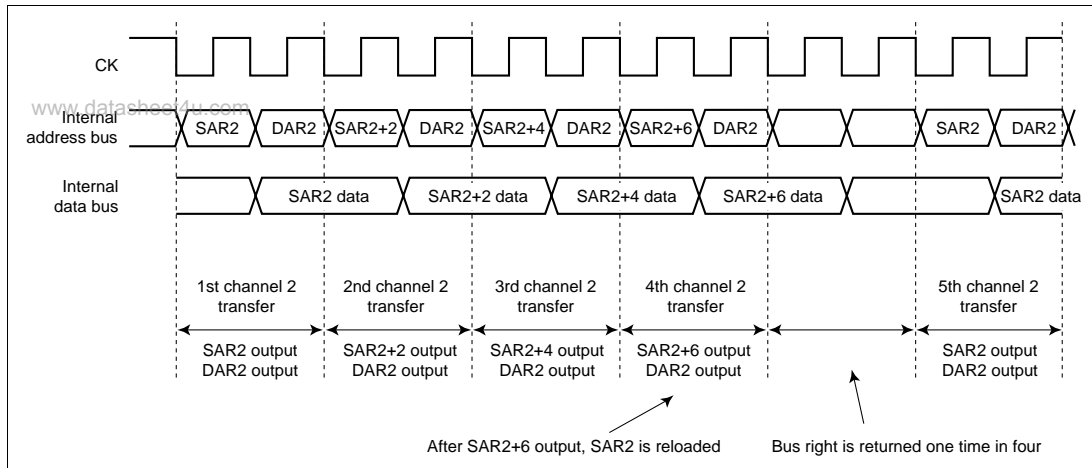 CK
www.datasheet4u.com
Internal address bus
SAR2 DAR2 SAR2+2 DAR2 SAR2+4 DAR2 SAR2+6 DAR2 SAR2 DAR2
Internal data bus
SAR2 data SAR2+2 data SAR2+4 data SAR2+6 data SAR2 data
1st channel 2 transfer
2nd channel 2 transfer
3rd channel 2 transfer
4th channel 2 transfer
5th channel 2 transfer
SAR2 output
DAR2 output
SAR2+2 output
DAR2 output
SAR2+4 output
DAR2 output
SAR2+6 output
DAR2 output
SAR2 output
DAR2 output
After SAR2+6 output, SAR2 is reloaded
Bus right is returned one time in four